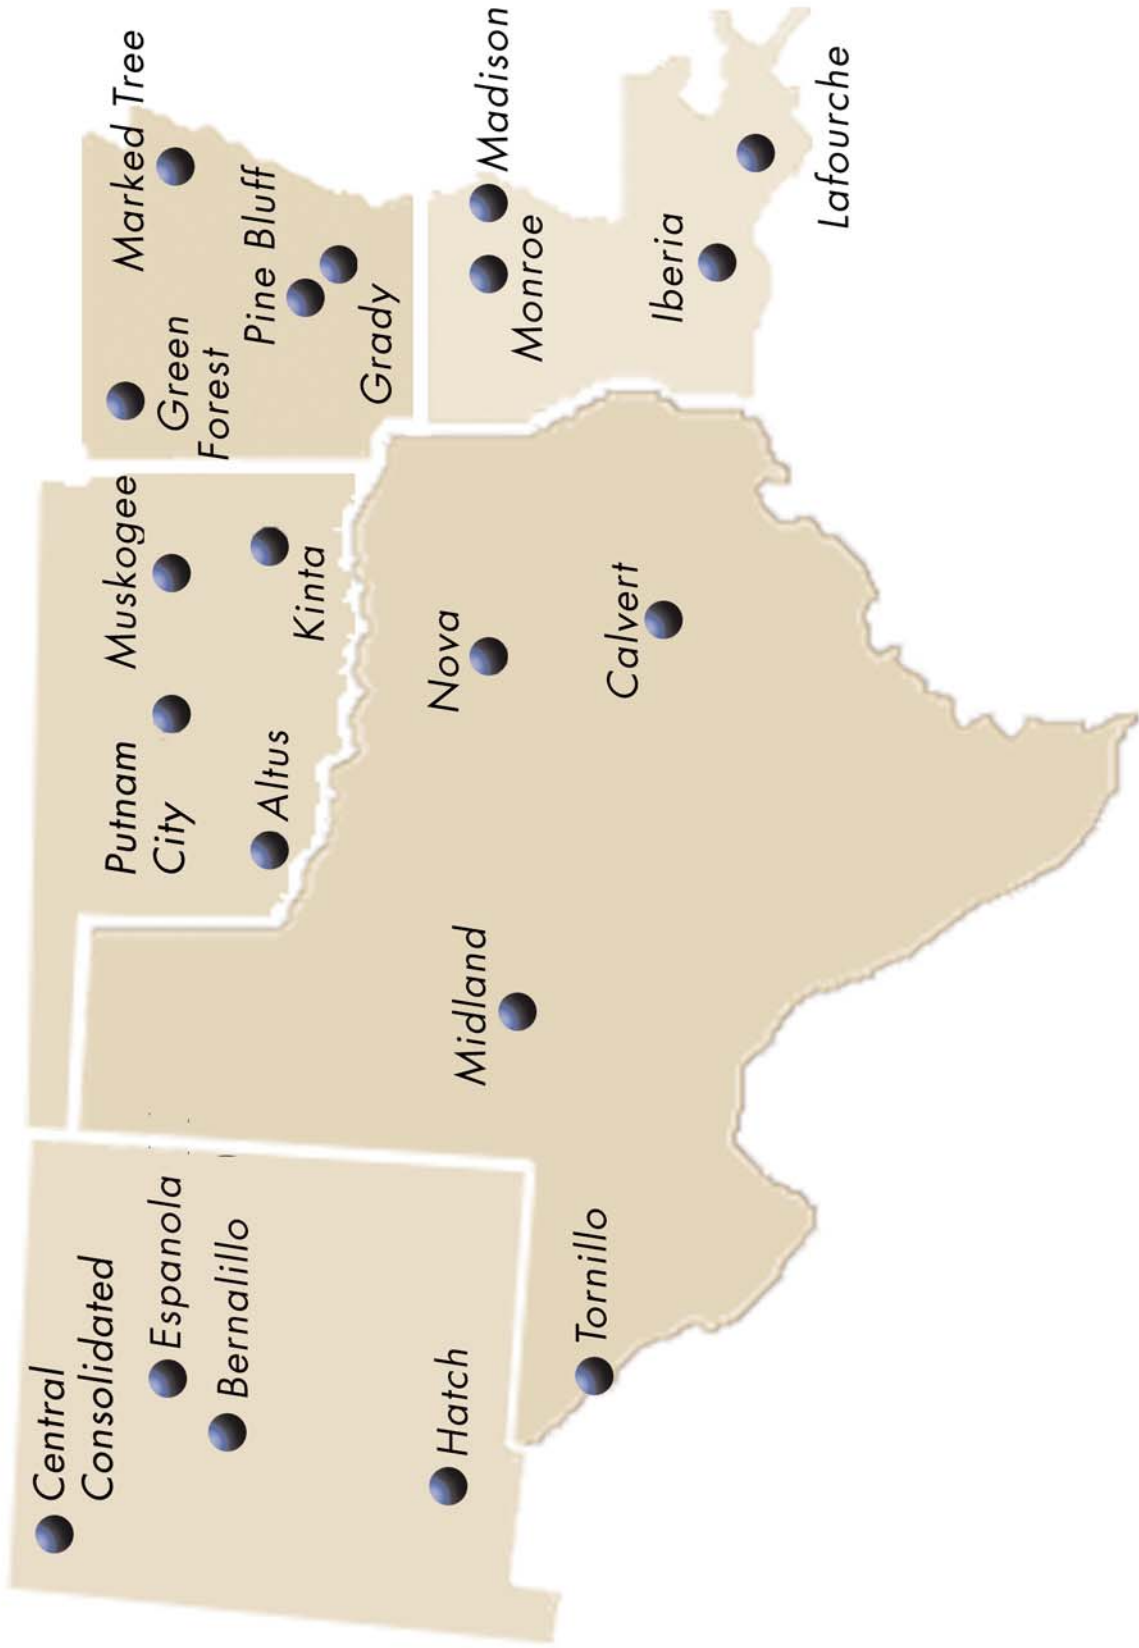 Central
Consolidated
Espanola
Bernalillo
Hatch
Tornillo
Midland
Putnam
City
Muskogee
Altus
Kinta
Nova
Calvert
Green
Forest
Marked Tree
Pine Bluff
Grady
Monroe
Madison
Iberia
Lafourche